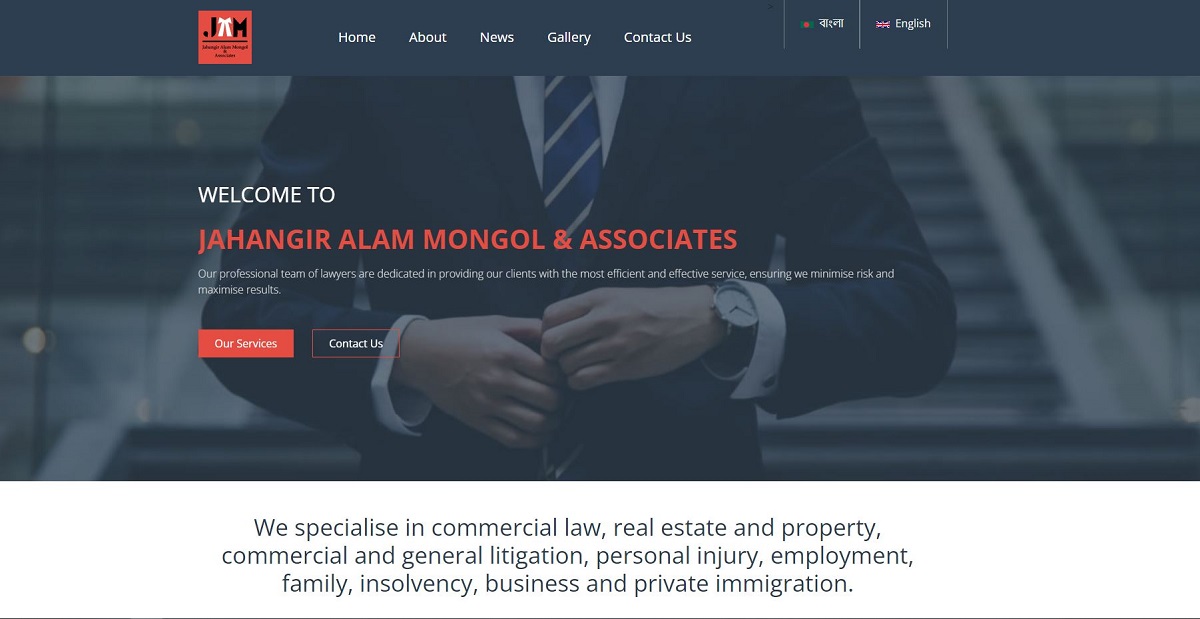 JAM
Jahangir Alam Mongol
&
Associates
Home
About
News
Gallery
Contact Us
>
বাংলা
English
WELCOME TO
JAHANGIR ALAM MONGOL & ASSOCIATES
Our professional team of lawyers are dedicated in providing our clients with the most efficient and effective service, ensuring we minimise risk and
maximise results.
Our Services
Contact Us
We specialise in commercial law, real estate and property,
commercial and general litigation, personal injury, employment,
family, insolvency, business and private immigration.